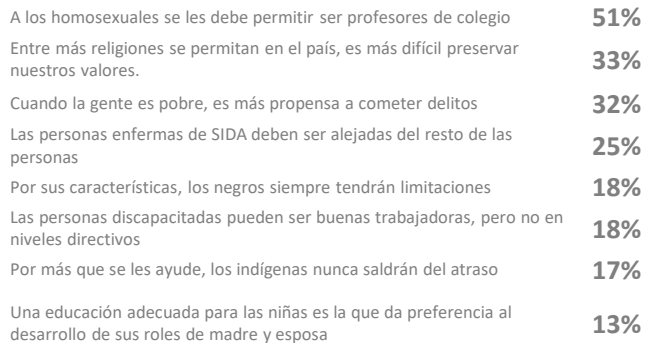 A los homosexuales se les debe permitir ser profesores de colegio 51%
Entre más religiones se permitan en el país, es más difícil preservar
nuestros valores. 33%
Cuando la gente es pobre, es más propensa a cometer delitos 32%
Las personas enfermas de SIDA deben ser alejadas del resto de las
personas 25%
Por sus características, los negros siempre tendrán limitaciones 18%
Las personas discapacitadas pueden ser buenas trabajadoras, pero no en
niveles directivos 18%
Por más que se les ayude, los indígenas nunca saldrán del atraso 17%
Una educación adecuada para las niñas es la que da preferencia al
desarrollo de sus roles de madre y esposa 13%